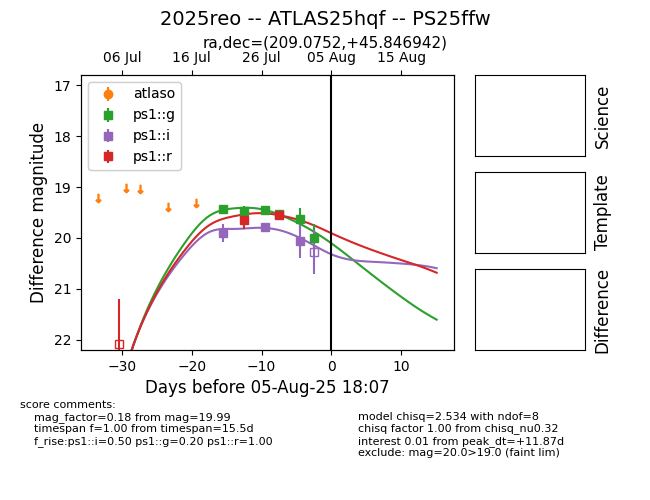 2025reo -- ATLAS25hqf -- PS25ffw
ra,dec=(209.0752,+45.846942)
06 Jul 16 Jul 26 Jul 05 Aug 15 Aug
17
18
19
20
21
22
Difference magnitude
atlaso
ps1::g
ps1::i
ps1::r
−30 −20 −10 0 10
Days before 05-Aug-25 18:07
Science
Template
Difference
score comments:
mag_factor=0.18 from mag=19.99
timespan f=1.00 from timespan=15.5d
f_rise:ps1::i=0.50 ps1::g=0.20 ps1::r=1.00
model chisq=2.534 with ndof=8
chisq factor 1.00 from chisq_nu0.32
interest 0.01 from peak_dt=+11.87d
exclude: mag=20.0>19.0 (faint lim)